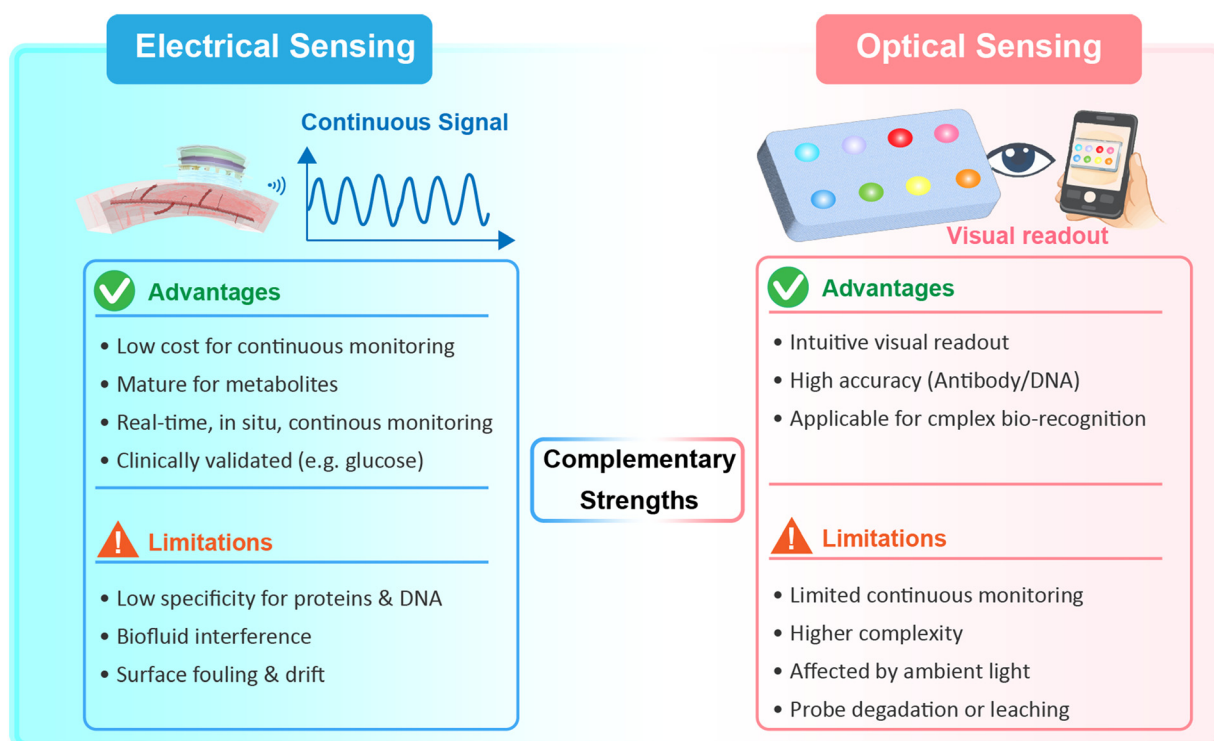 Electrical Sensing
Continuous Signal
Advantages
• Low cost for continuous monitoring
• Mature for metabolites
• Real-time, in situ, continous monitoring
• Clinically validated (e.g. glucose)
Limitations
• Low specificity for proteins & DNA
• Biofluid interference
• Surface fouling & drift
Complementary
Strengths
Optical Sensing
Visual readout
Advantages
• Intuitive visual readout
• High accuracy (Antibody/DNA)
• Applicable for cmplex bio-recognition
Limitations
• Limited continuous monitoring
• Higher complexity
• Affected by ambient light
• Probe degadation or leaching